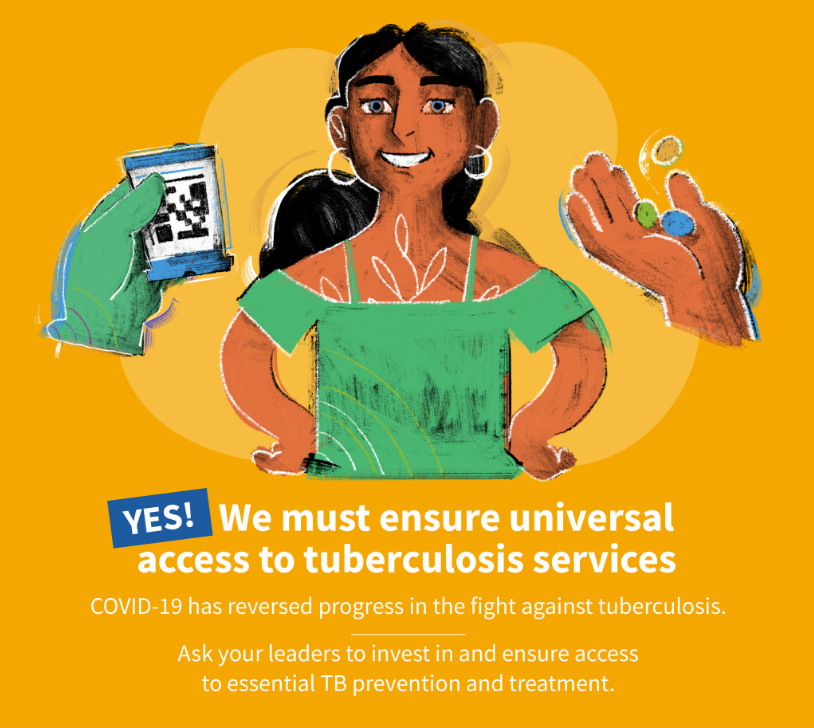 YES! We must ensure universal
access to tuberculosis services
COVID-19 has reversed progress in the fight against tuberculosis.
Ask your leaders to invest in and ensure access
to essential TB prevention and treatment.